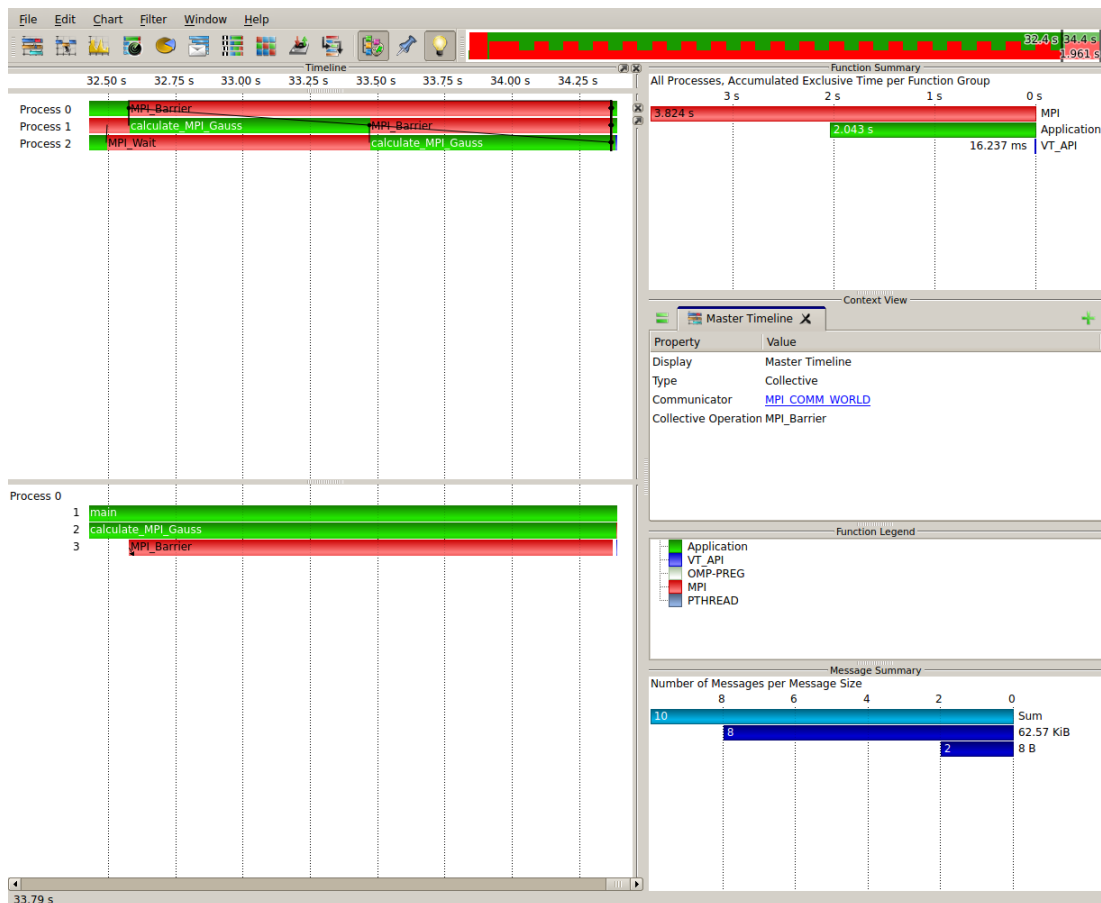 File Edit Chart Filter Window Help
32.4 s 34.4 s
1.961 s
Timeline
32.50 s 32.75 s 33.00 s 33.25 s 33.50 s 33.75 s 34.00 s 34.25 s
Process 0 MPI_Barrier
Process 1 calculate_MPI_Gauss MPI_Barrier
Process 2 MPI_Wait calculate_MPI_Gauss
Process 0
1 main
2 calculate_MPI_Gauss
3 MPI_Barrier
33.79 s
Function Summary
All Processes, Accumulated Exclusive Time per Function Group
3 s 2 s 1 s 0 s
3.824 s MPI
2.043 s Application
16.237 ms VT_API
Context View
Master Timeline
Property Value
Display Master Timeline
Type Collective
Communicator MPI_COMM_WORLD
Collective Operation MPI_Barrier
Function Legend
Application
VT_API
OMP-PREG
MPI
PTHREAD
Message Summary
Number of Messages per Message Size
8 6 4 2 0
10 Sum
8 62.57 KiB
2 8 B